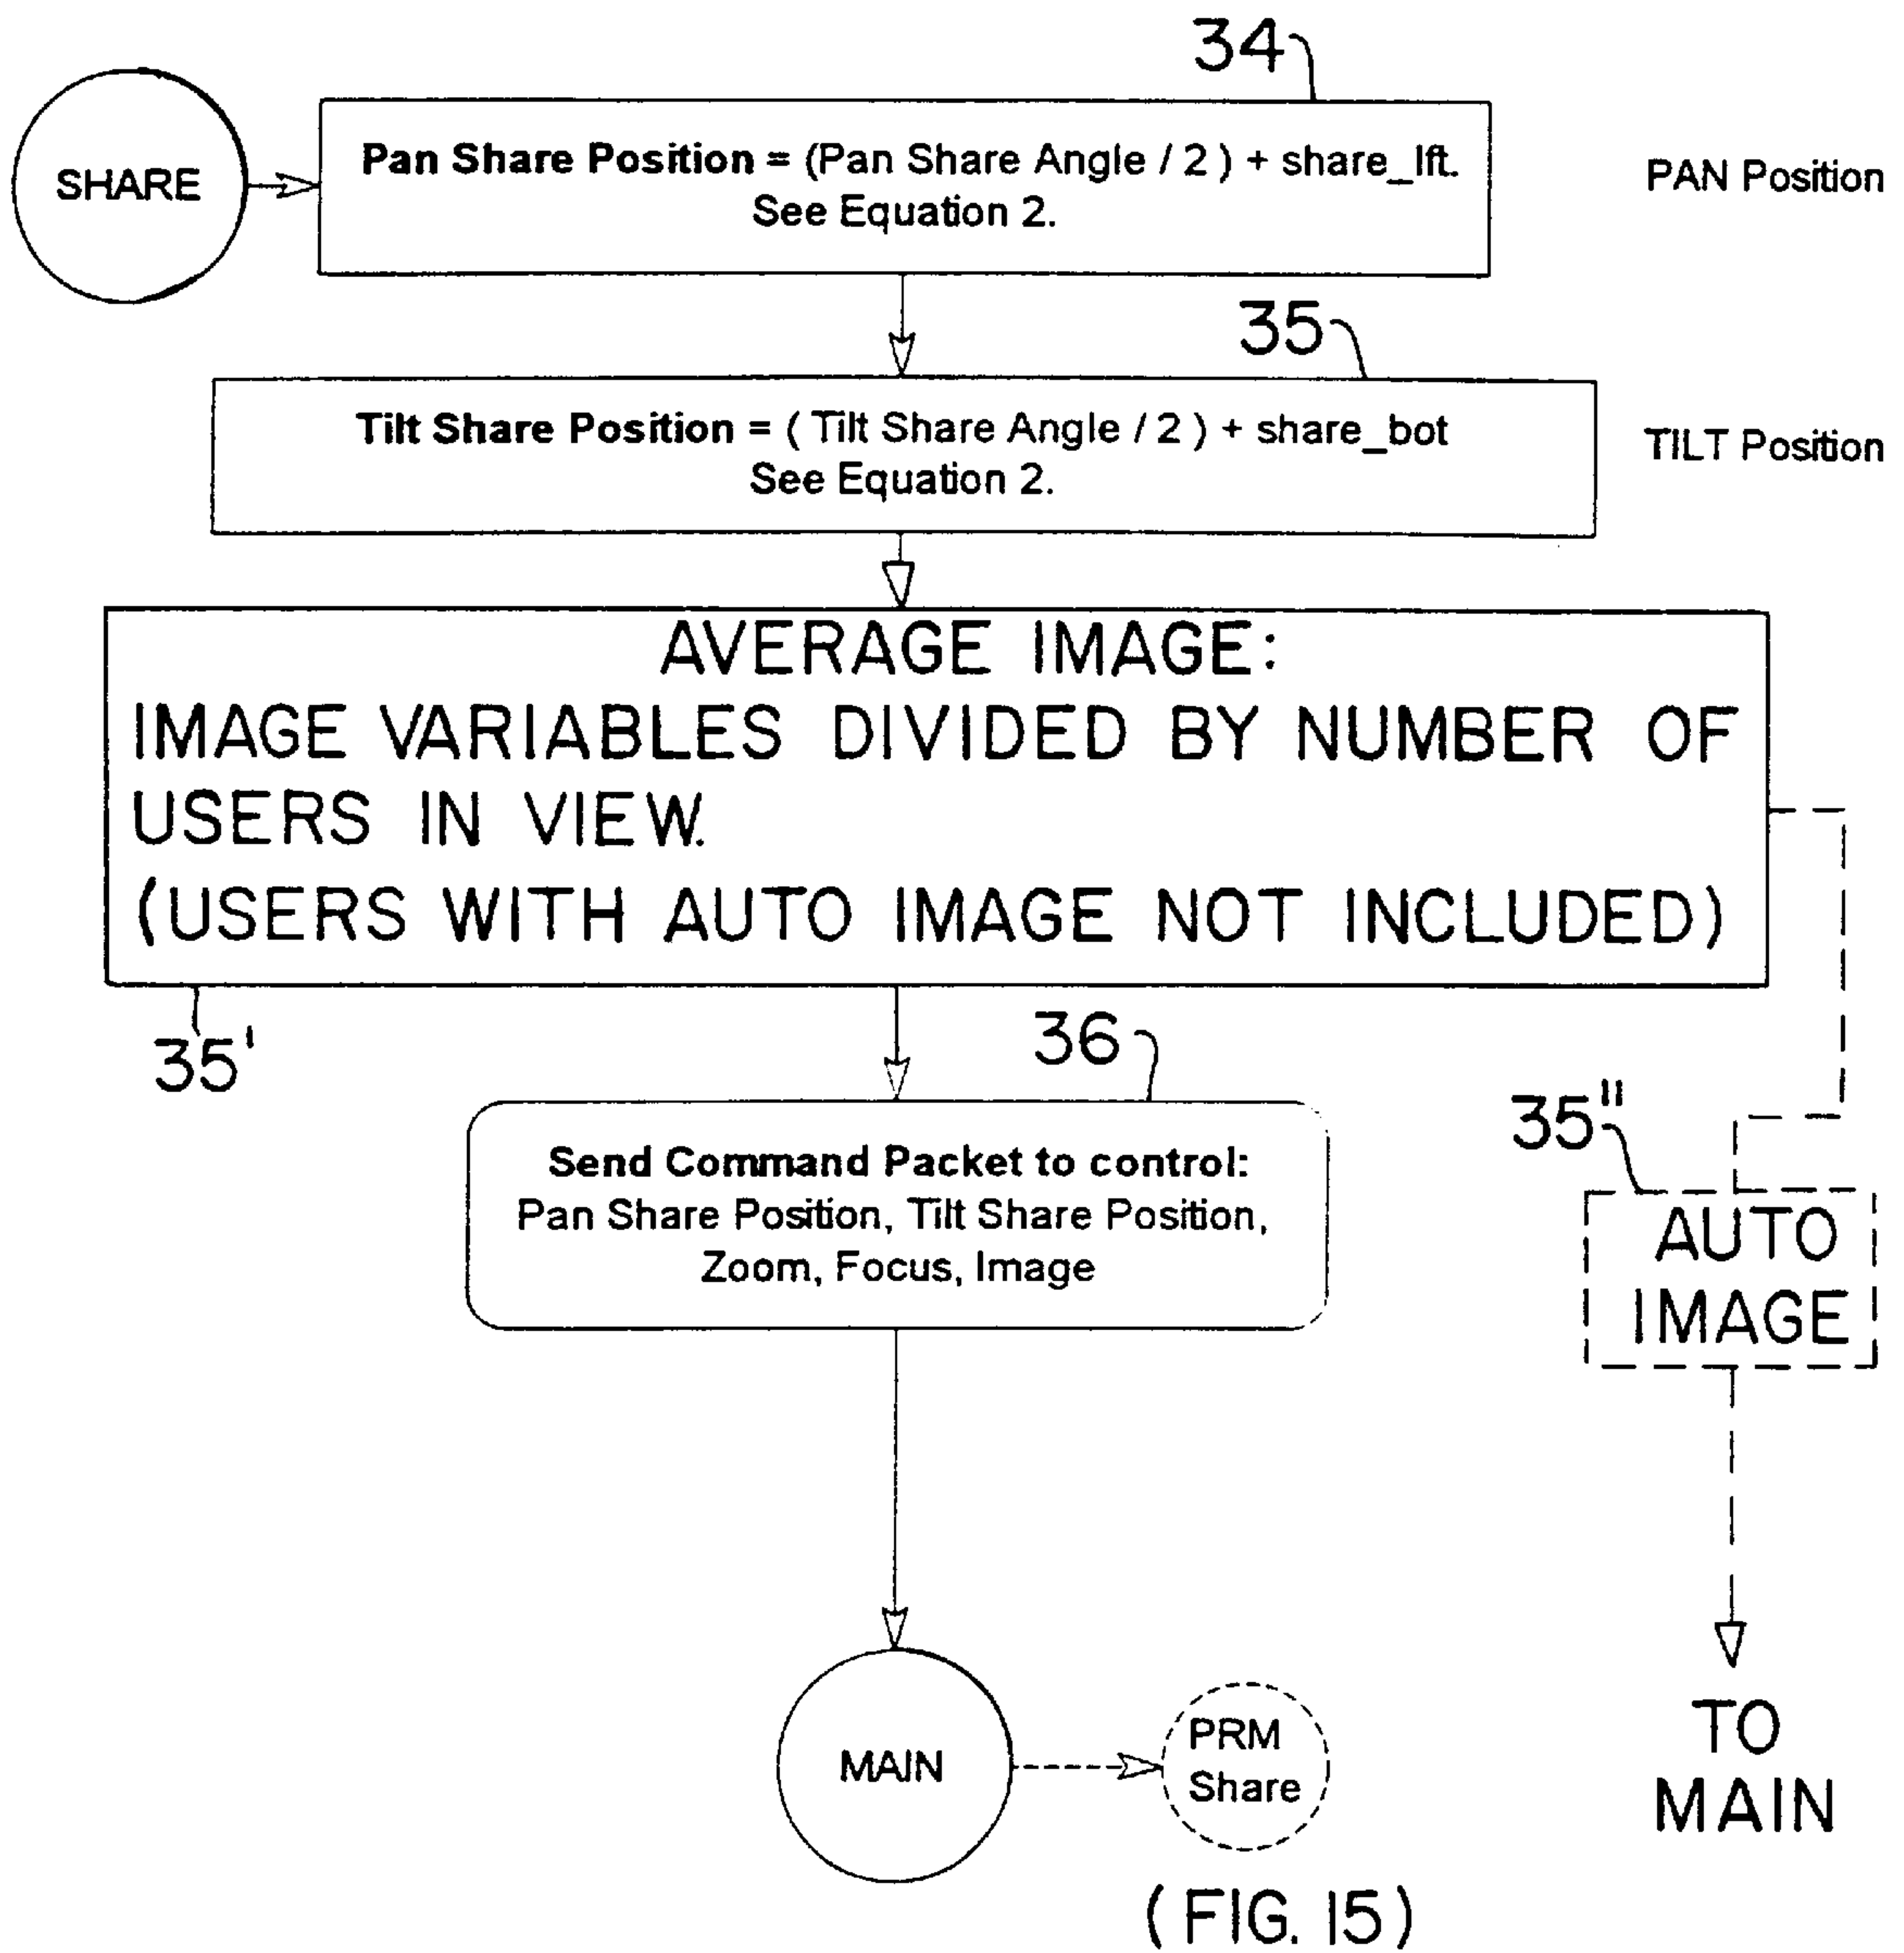 34
SHARE
Pan Share Position = (Pan Share Angle / 2 ) + share_lft.
See Equation 2.
PAN Position
35
Tilt Share Position = ( Tilt Share Angle / 2 ) + share_bot
See Equation 2.
TILT Position
AVERAGE IMAGE:
IMAGE VARIABLES DIVIDED BY NUMBER OF
USERS IN VIEW.
(USERS WITH AUTO IMAGE NOT INCLUDED)
35'
36
Send Command Packet to control:
Pan Share Position, Tilt Share Position,
Zoom, Focus, Image
35"
AUTO
IMAGE
MAIN
PRM
Share
TO
MAIN
(FIG. 15)